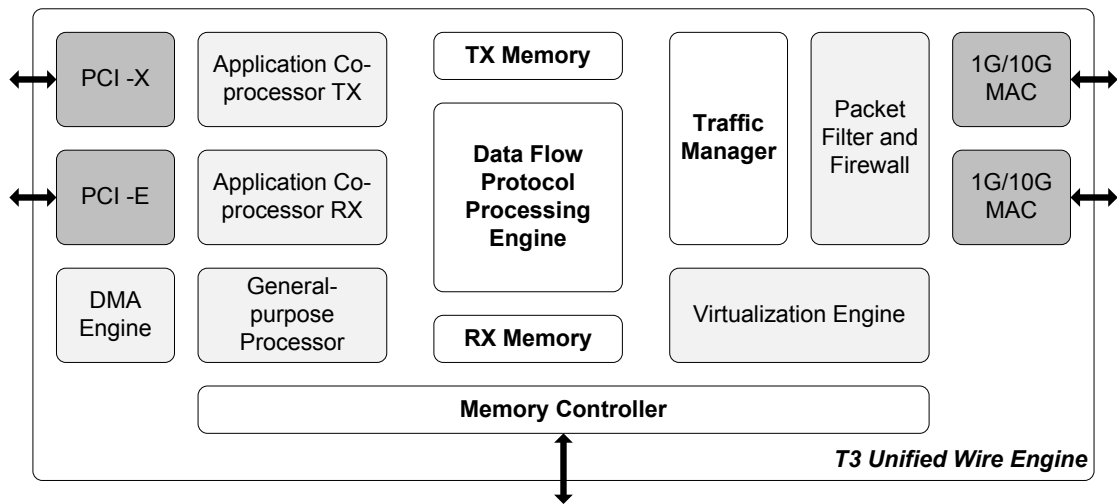 PCI -X
Application Co-
processor TX
TX Memory
Traffic
Manager
Packet
Filter and
Firewall
1G/10G
MAC
Data Flow
Protocol
Processing
Engine
PCI -E
Application Co-
processor RX
1G/10G
MAC
DMA
Engine
General-
purpose
Processor
RX Memory
Virtualization Engine
Memory Controller
T3 Unified Wire Engine